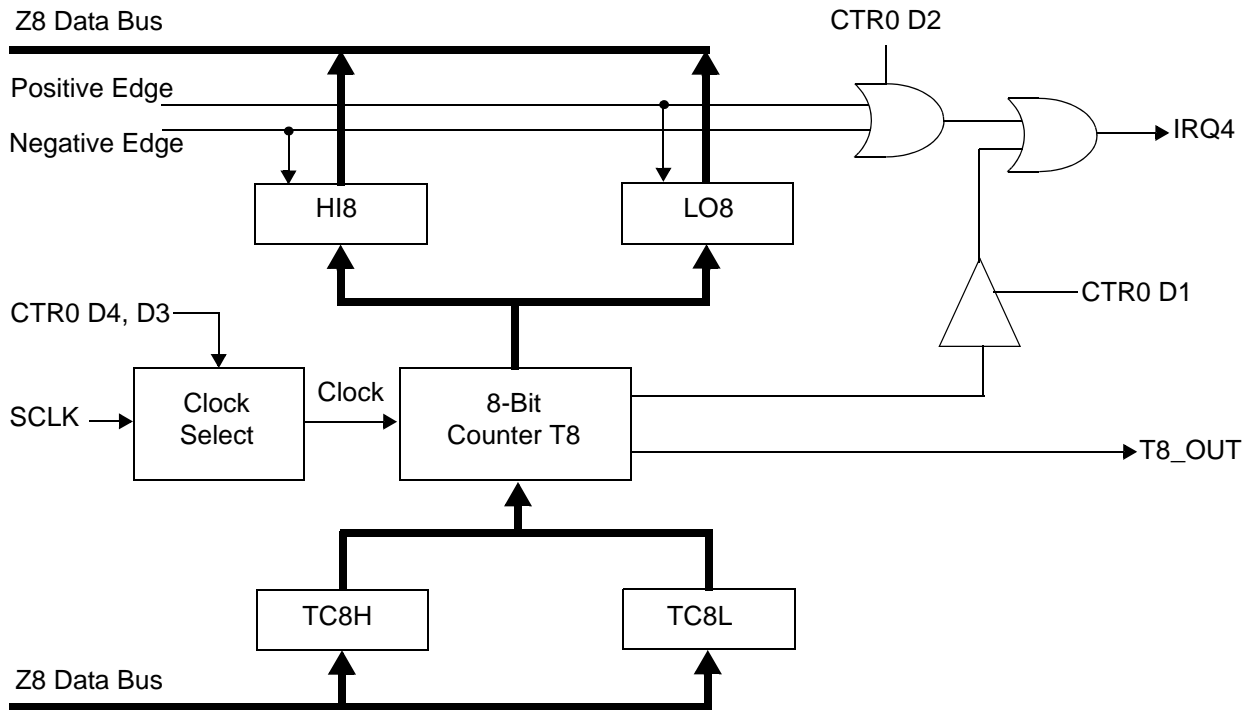 Z8 Data Bus
CTR0 D2
Positive Edge
Negative Edge
IRQ4
HI8
LO8
CTR0 D4, D3
CTR0 D1
SCLK
Clock
Select
Clock
8-Bit
Counter T8
T8_OUT
TC8H
TC8L
Z8 Data Bus